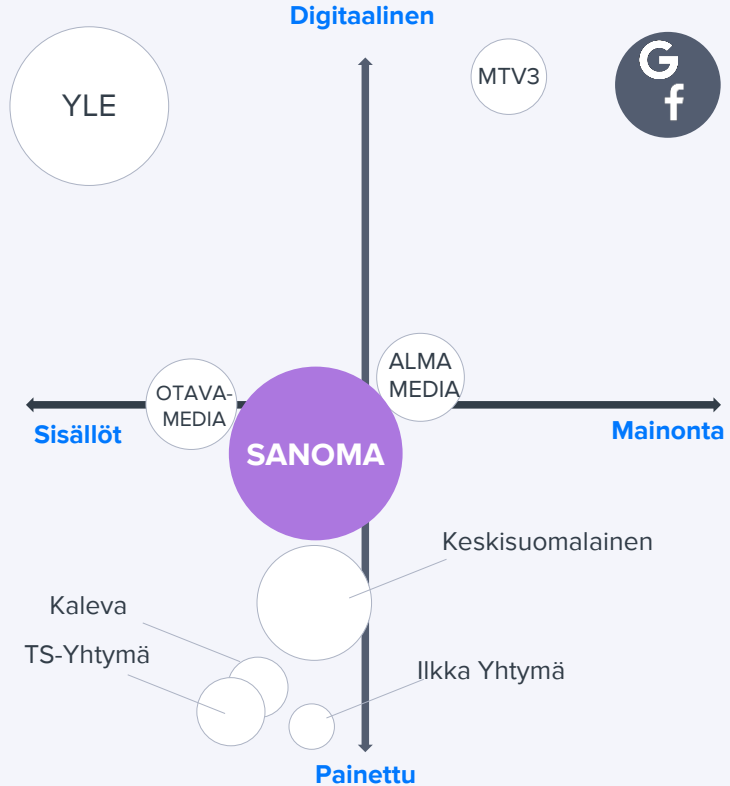 Digitaalinen
YLE
MTV3
G
f
ALMA
MEDIA
OTAVA-
MEDIA
Sisällöt
Mainonta
SANOMA
Keskisuomalainen
Kaleva
TS-Yhtymä
Ilkka Yhtymä
Painettu